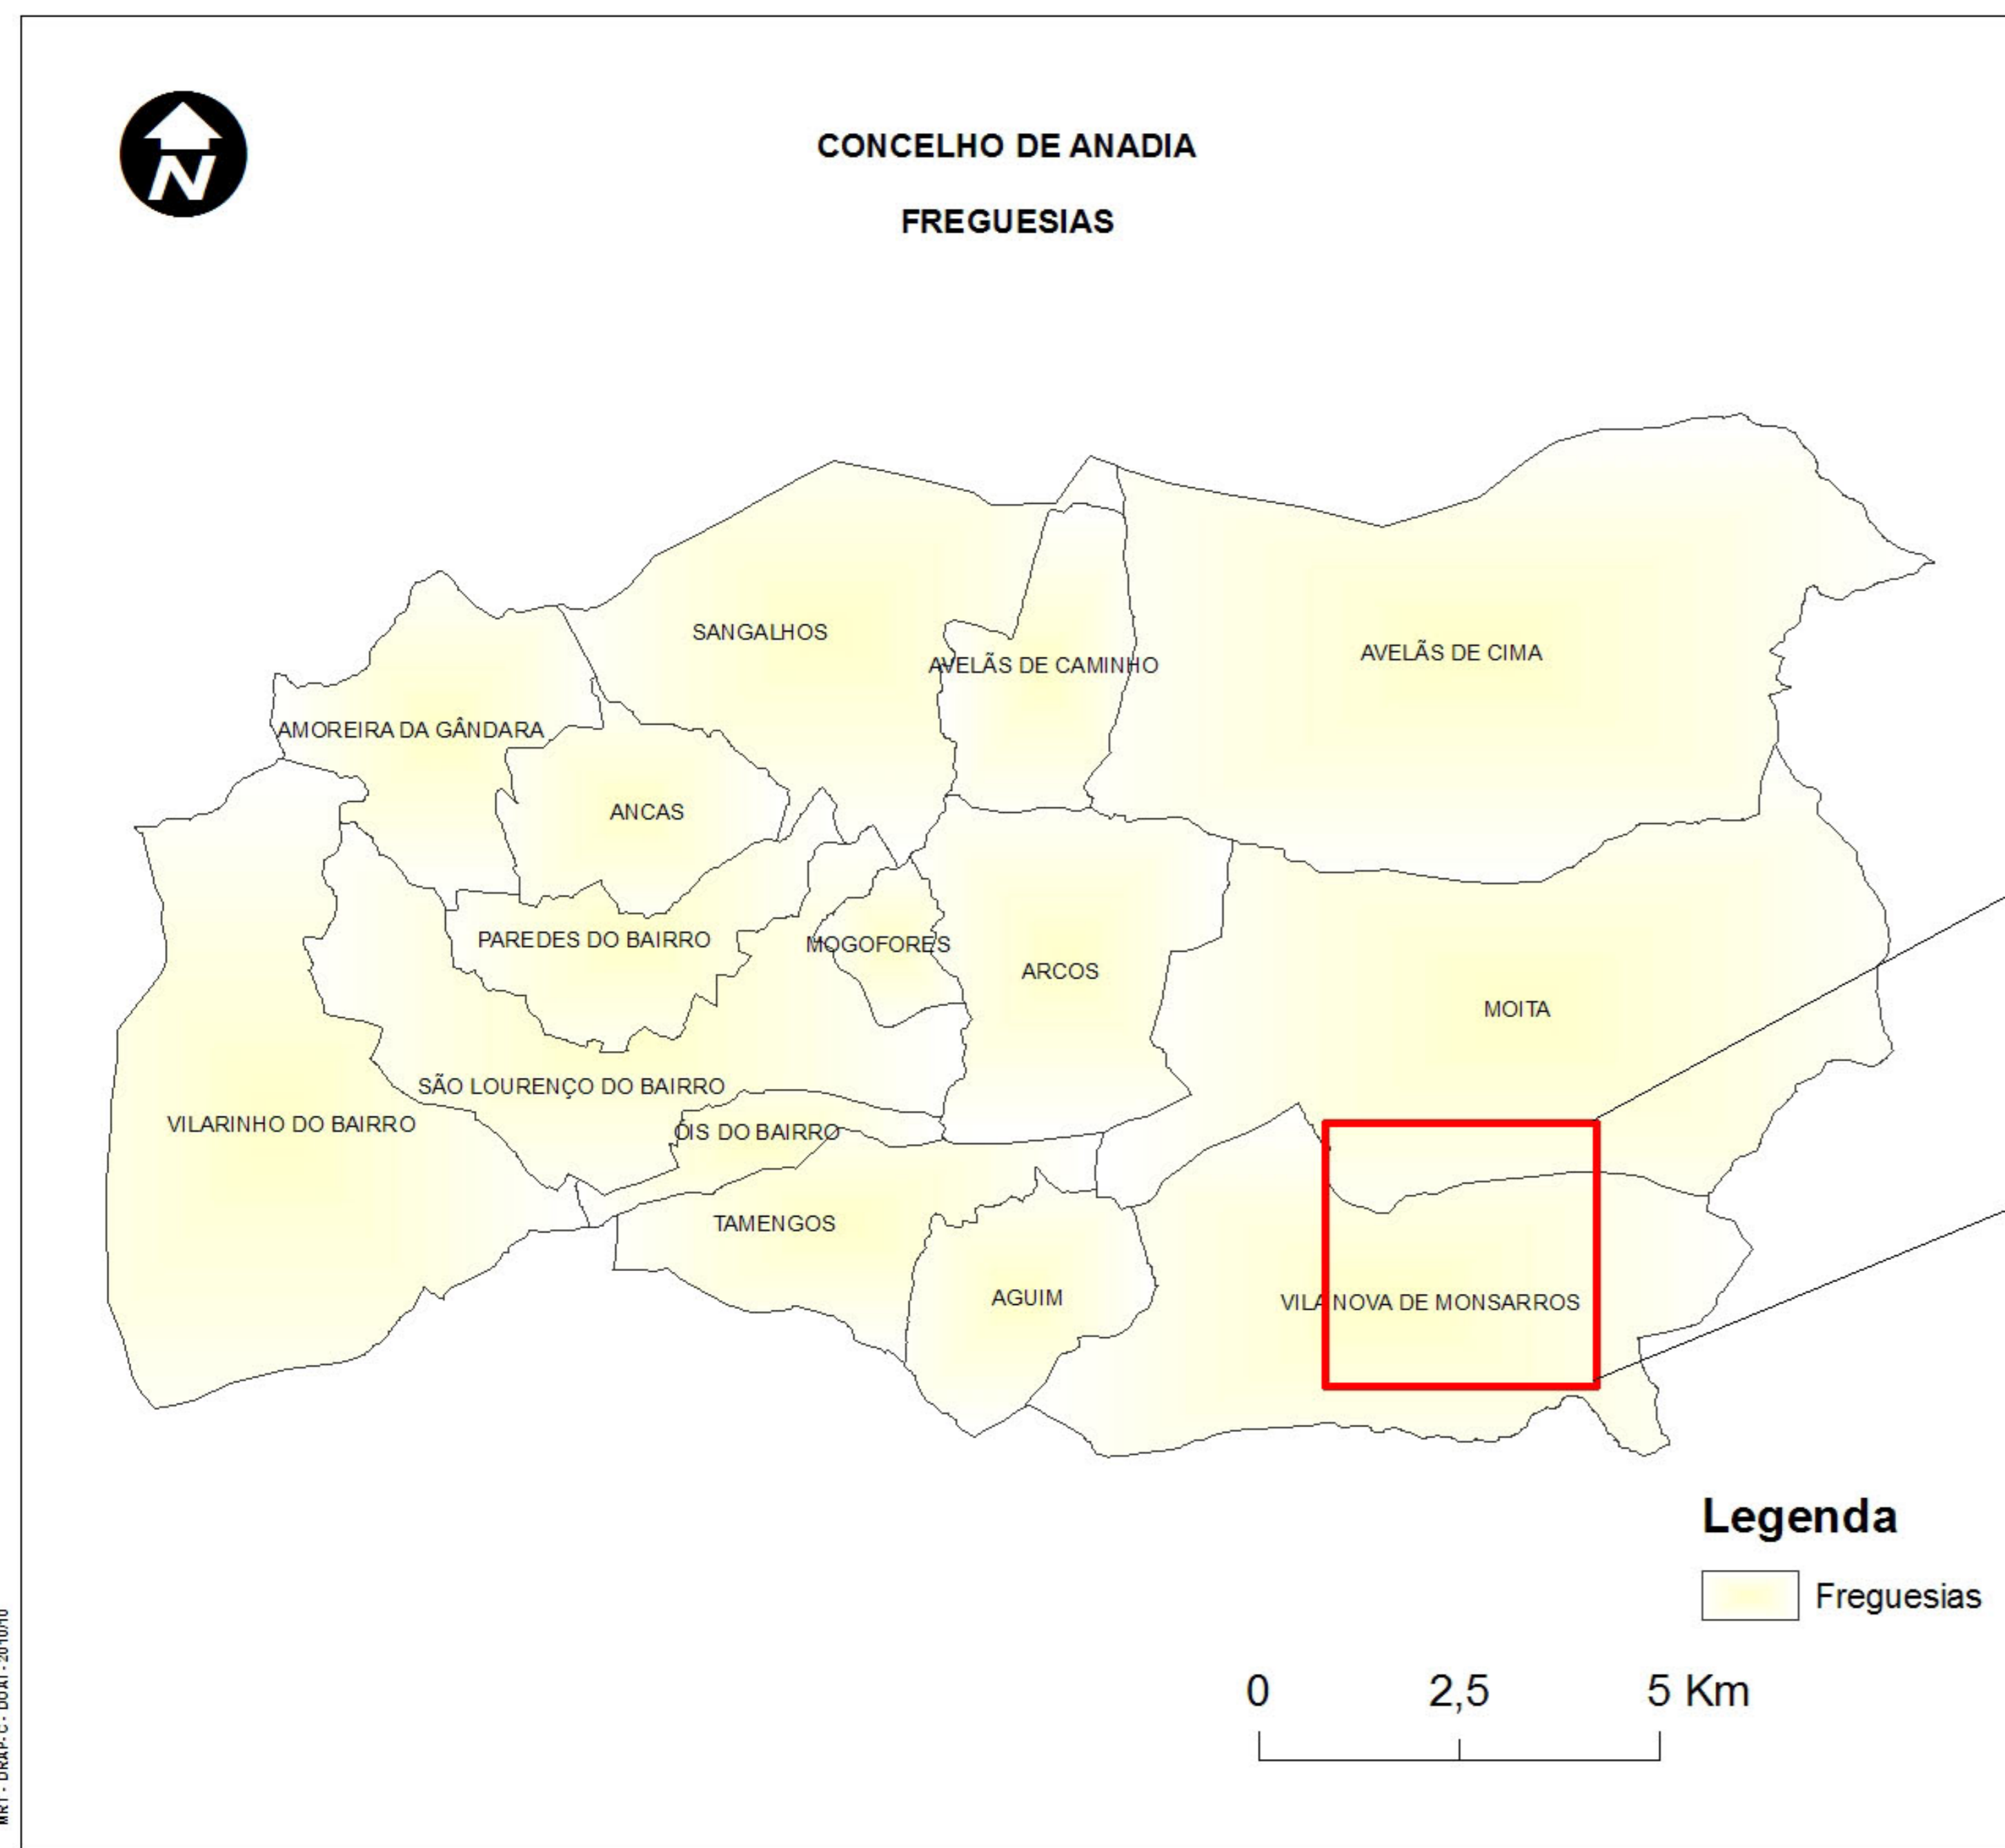 N
CONCELHO DE ANADIA
FREGUESIAS
SANGALHOS
AVELÃS DE CAMINHO
AVELÃS DE CIMA
AMOREIRA DA GÂNDARA
ANCAS
PAREDES DO BAIRRO
MOGOFORES
ARCOS
MOITA
SÃO LOURENÇO DO BAIRRO
VILARINHO DO BAIRRO
ÓIS DO BAIRRO
TAMENGOS
AGUIM
VILA NOVA DE MONSARROS
Legenda
Freguesias
0 2,5 5 Km